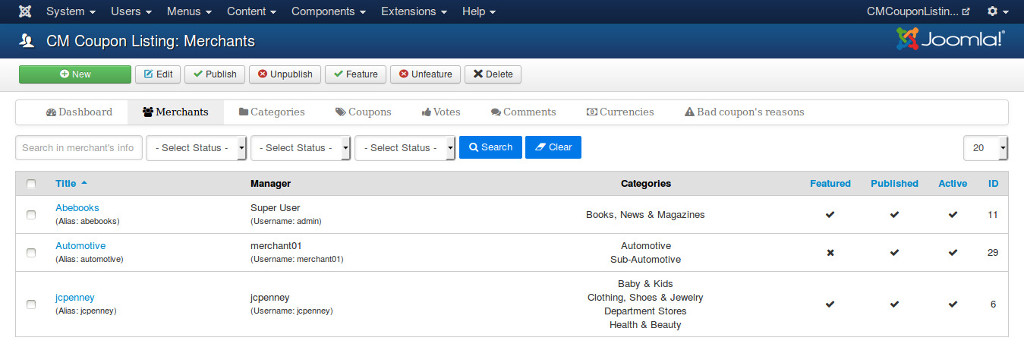 System Users Menus Content Components Extensions Help CMCouponListin...
CM Coupon Listing: Merchants Joomla!
New Edit Publish Unpublish Feature Unfeature Delete
Dashboard Merchants Categories Coupons Votes Comments Currencies Bad coupon's reasons
Search in merchant's info - Select Status - - Select Status - - Select Status - Search Clear 20
Title Manager Categories Featured Published Active ID
Abebooks Super User Books, News & Magazines 11
(Alias: abebooks) (Username: admin)
Automotive merchant01 Automotive 29
(Alias: automotive) (Username: merchant01) Sub-Automotive
Baby & Kids
jcpenney jcpenney Clothing, Shoes & Jewelry 6
(Alias: jcpenney) (Username: jcpenney) Department Stores
Health & Beauty